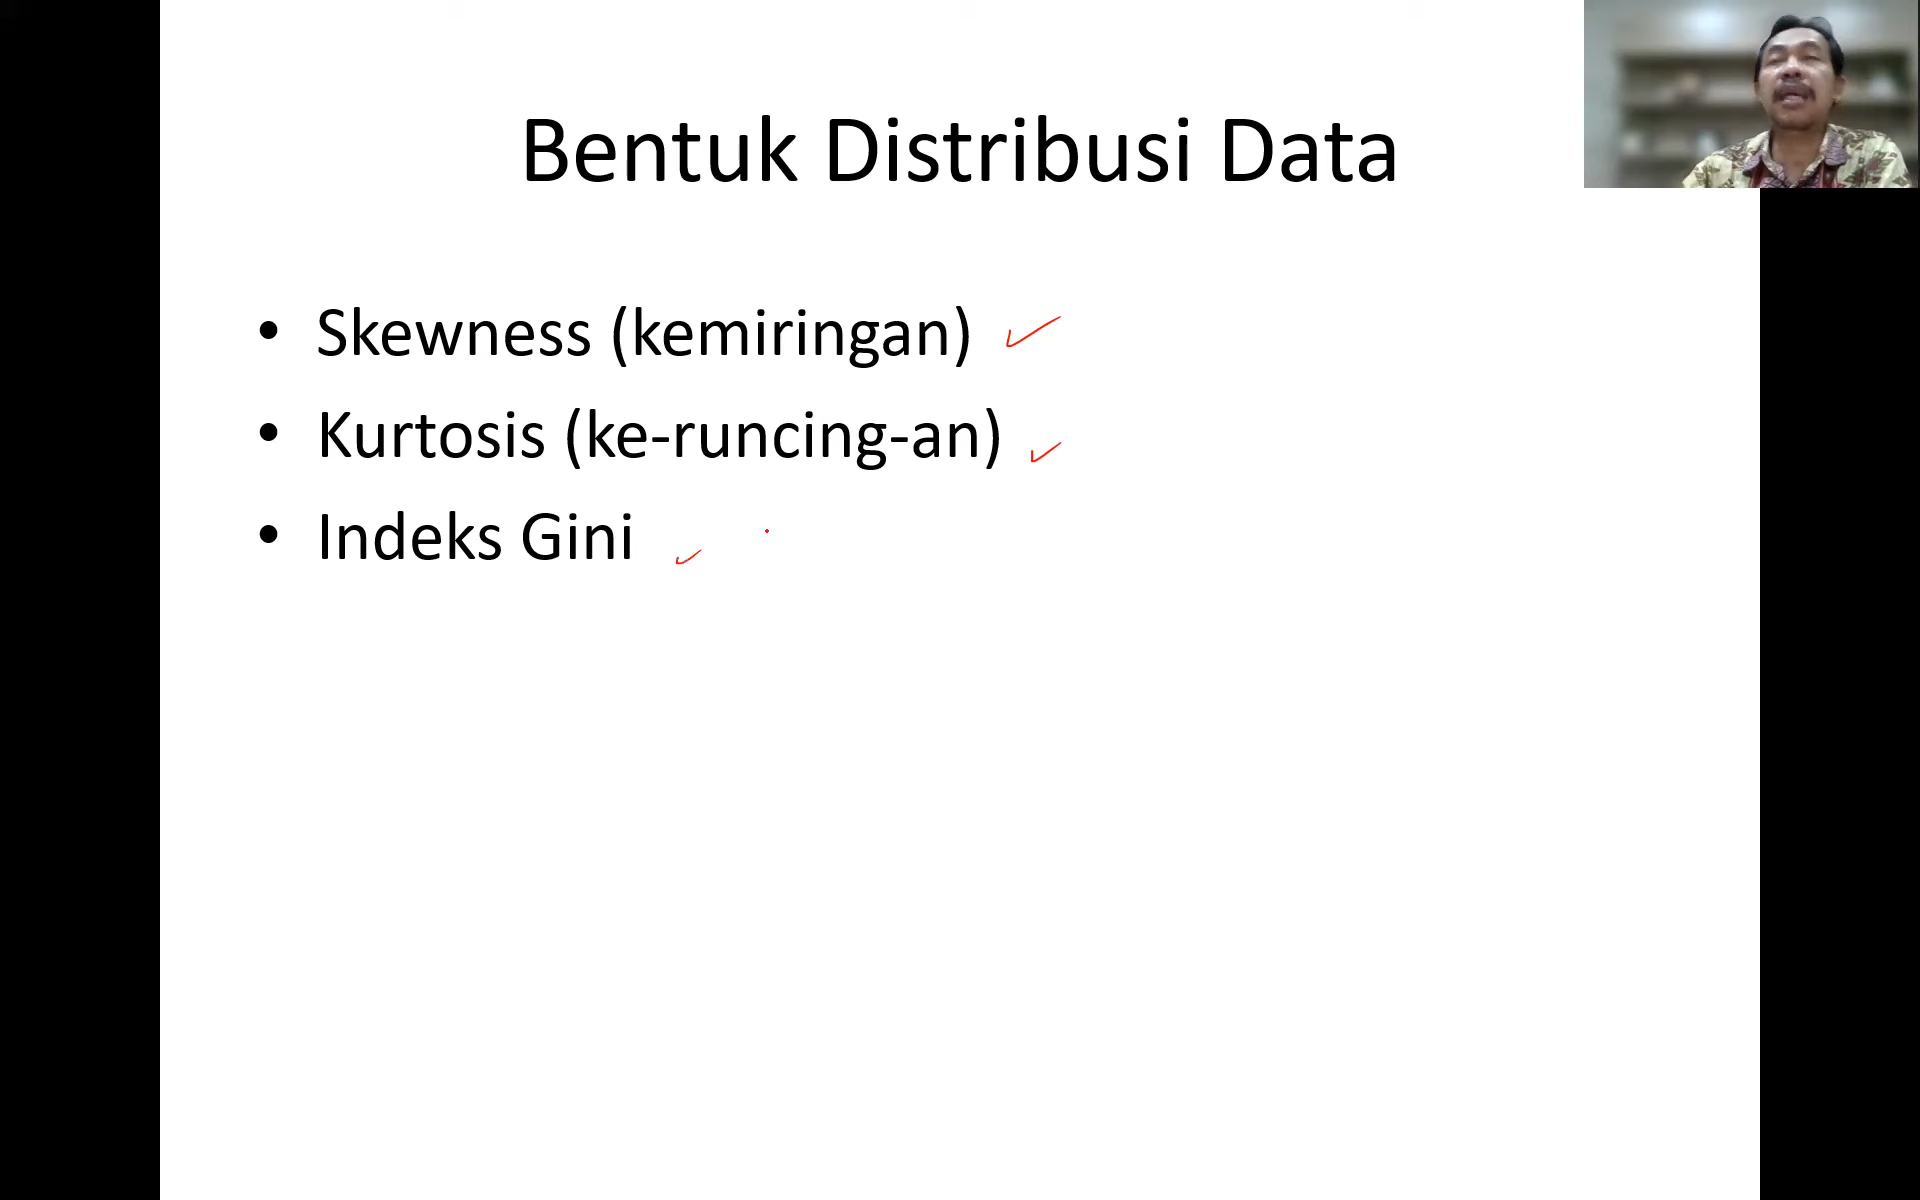 Bentuk Distribusi Data
• Skewness (kemiringan)
• Kurtosis (ke-runcing-an)
• Indeks Gini